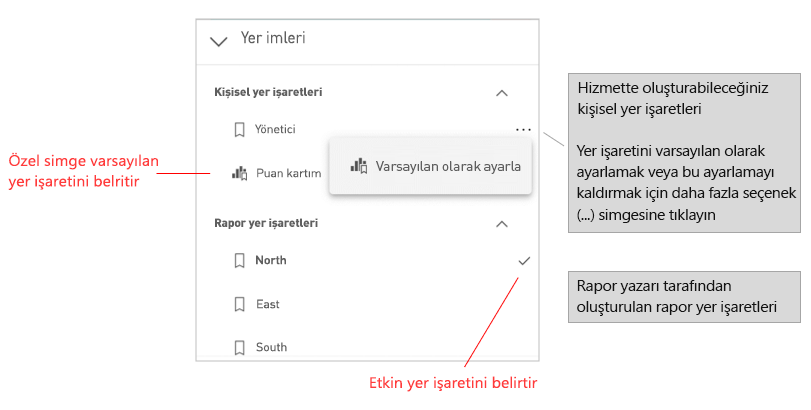 Yer imleri
Kişisel yer işaretleri
Yönetici
...
Puan kartım
Varsayılan olarak ayarla
Rapor yer işaretleri
North
East
South
Özel simge varsayılan
yer işaretini belritir
Hizmette oluşturabileceğiniz
kişisel yer işaretleri
Yer işaretini varsayılan olarak
ayarlamak veya bu ayarlamayı
kaldırmak için daha fazla seçenek
(...) simgesine tıklayın
Rapor yazarı tarafından
oluşturulan rapor yer işaretleri
Etkin yer işaretini belirtir